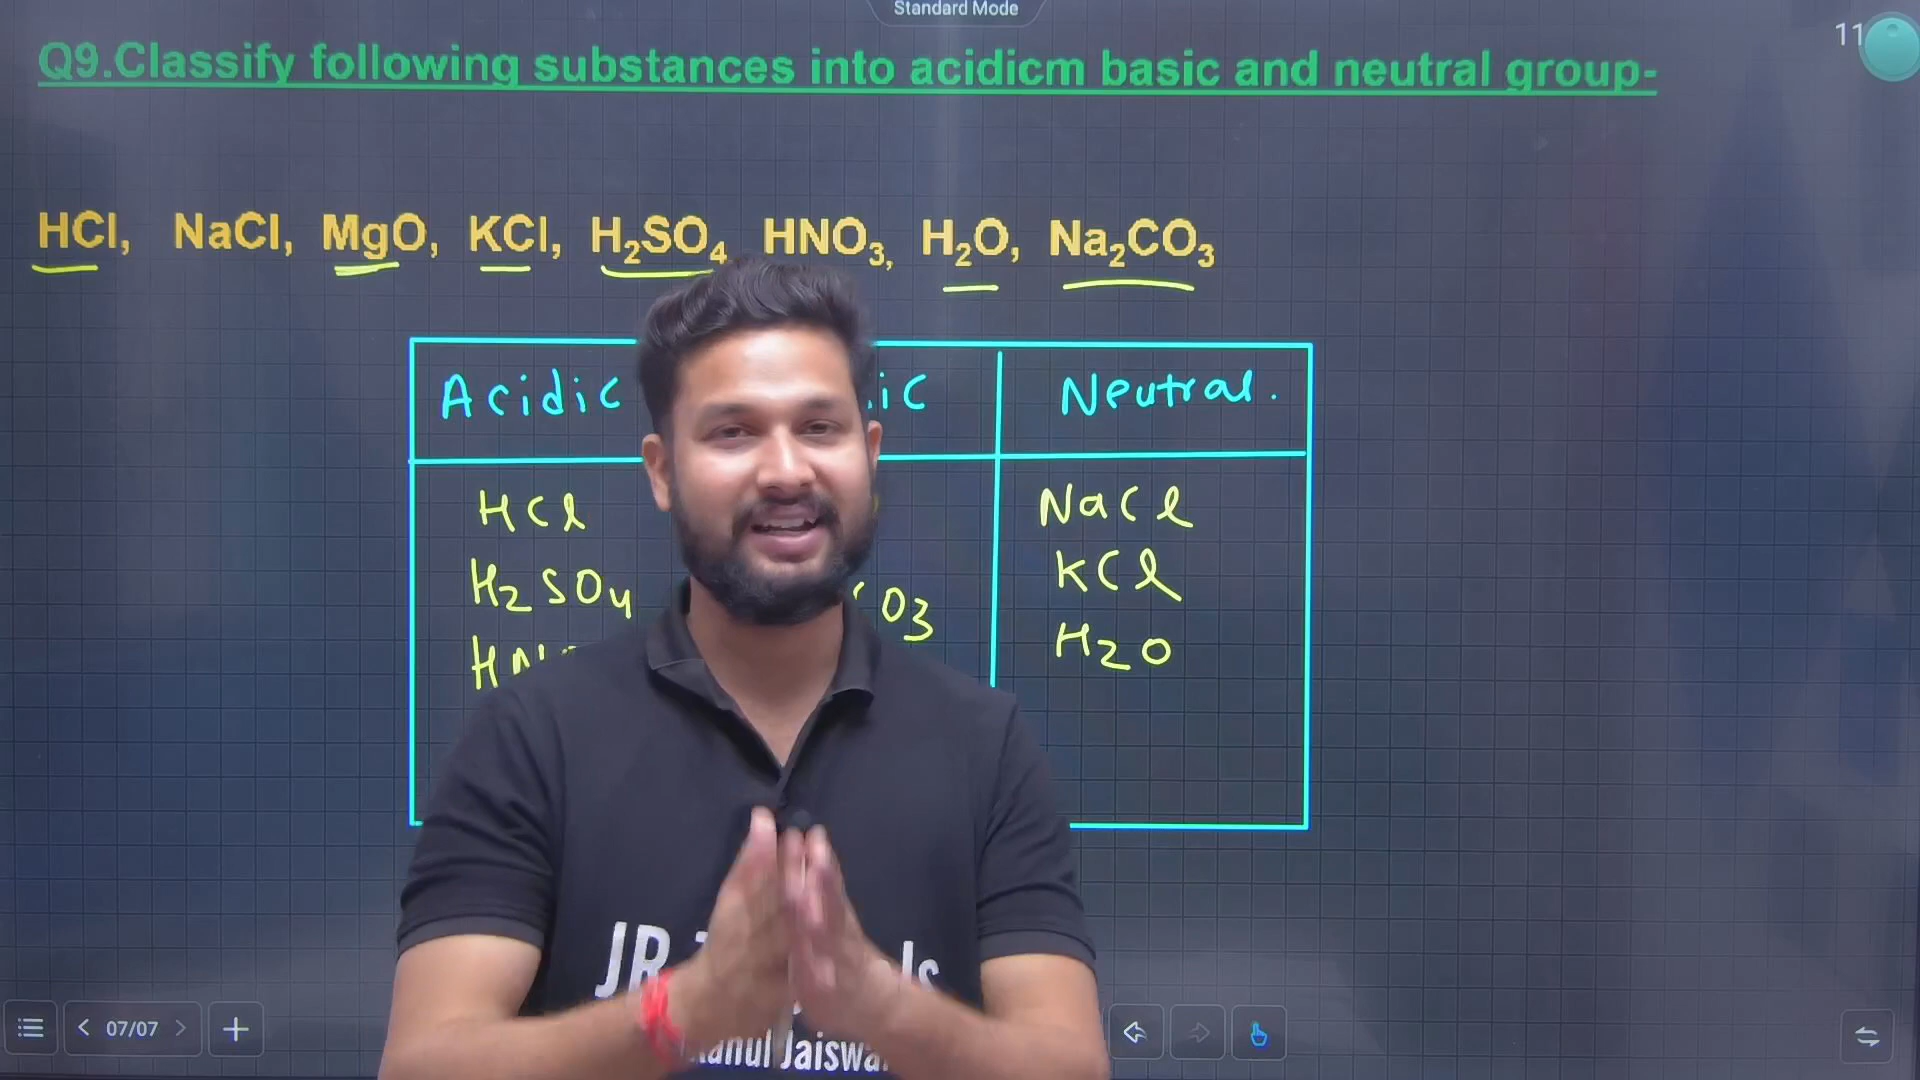 Standard Mode
11
Q9.Classify following substances into acidicm basic and neutral group-
HCl, NaCl, MgO, KCl, H₂SO₄ HNO₃, H₂O, Na₂CO₃
Acidic Neutral.
HCl NaCl
H₂SO₄ KCl
H₂O
07/07